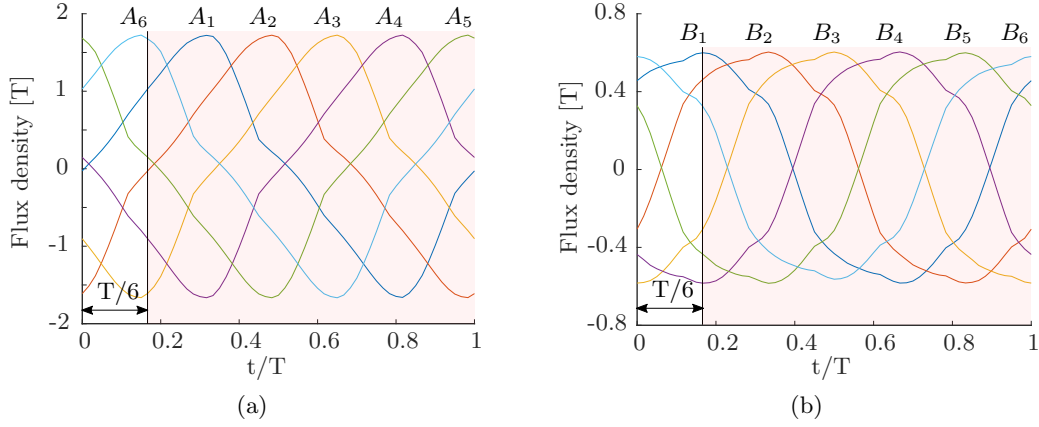 A6 A1 A2 A3 A4 A5
2
1
0
-1
-2
Flux density [T]
T/6
0 0.2 0.4 0.6 0.8 1
t/T
(a)
B1 B2 B3 B4 B5 B6
0.8
0.4
0
-0.4
-0.8
Flux density [T]
T/6
0 0.2 0.4 0.6 0.8 1
t/T
(b)